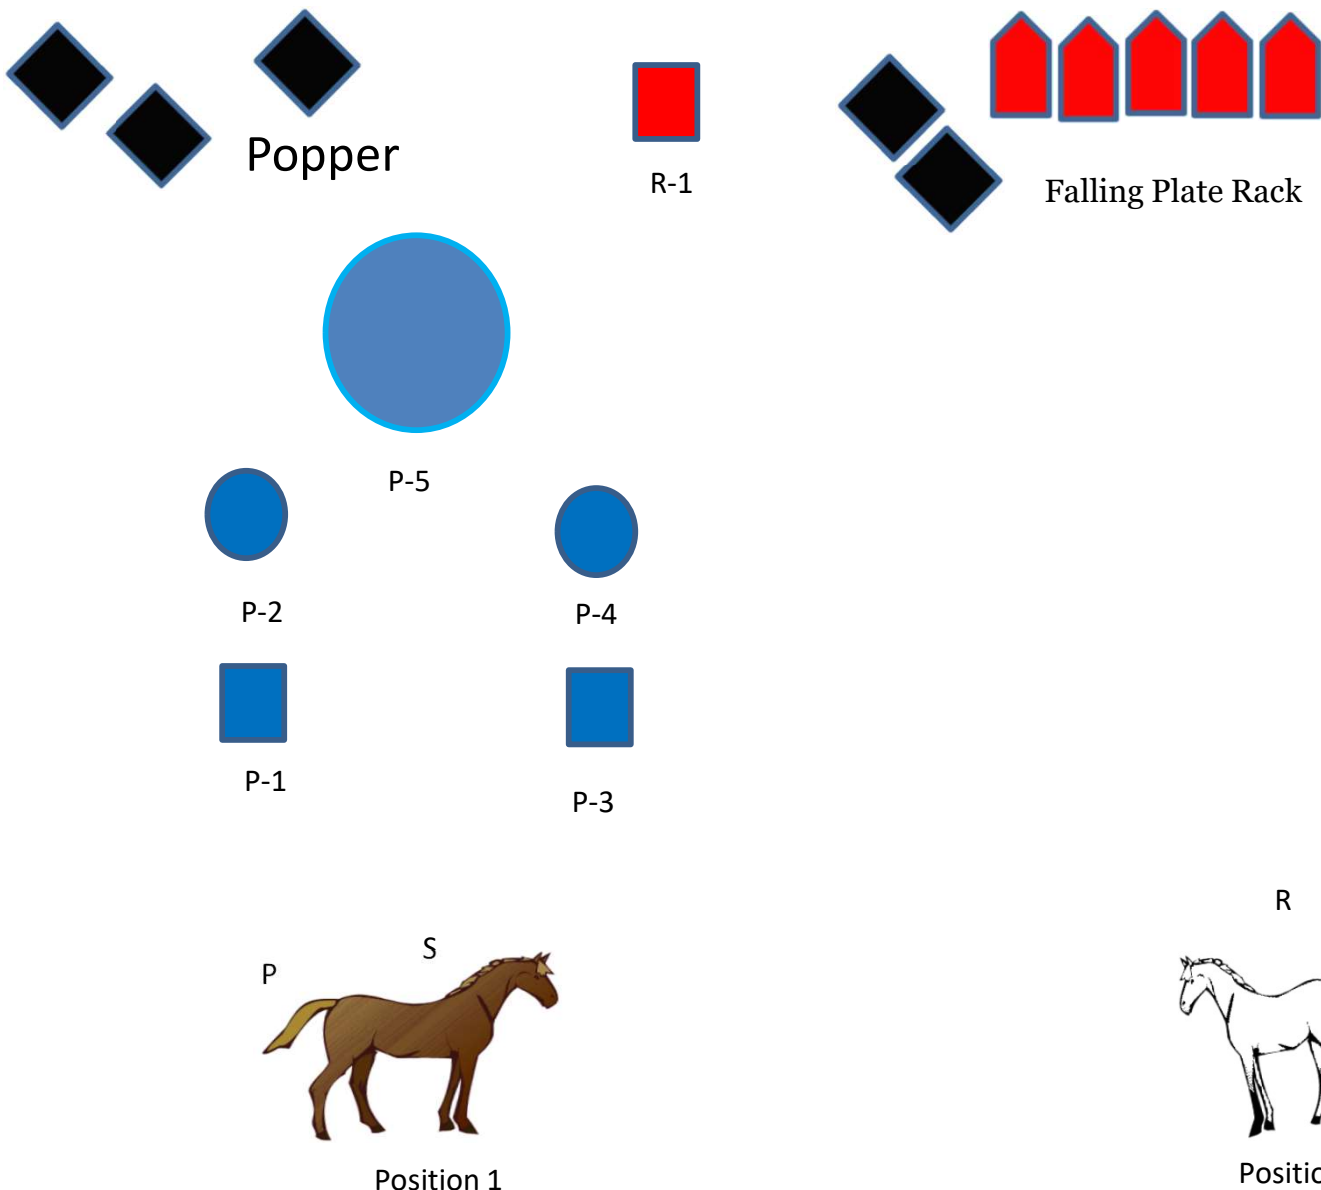 Popper
R-1
Falling Plate Rack
P-5
P-2
P-4
P-1
P-3
R
S
P
Position 1